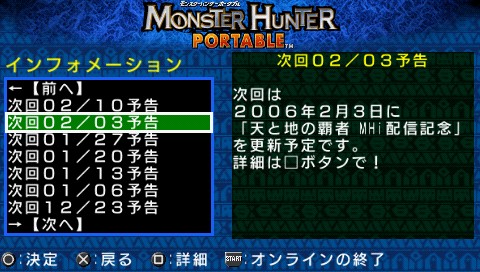 モンスターハンターポータブル
MONSTER HUNTER
PORTABLE™
インフォメーション
←【前へ】
次回02/10予告
次回02/03予告
次回01/27予告
次回01/20予告
次回01/13予告
次回01/06予告
次回12/23予告
→【次へ】
次回02/03予告
次回は
2006年2月3日に
「天と地の覇者 MHi配信記念」
を更新予定です。
詳細は□ボタンで！
○:決定 ×:戻る □:詳細 START:オンラインの終了